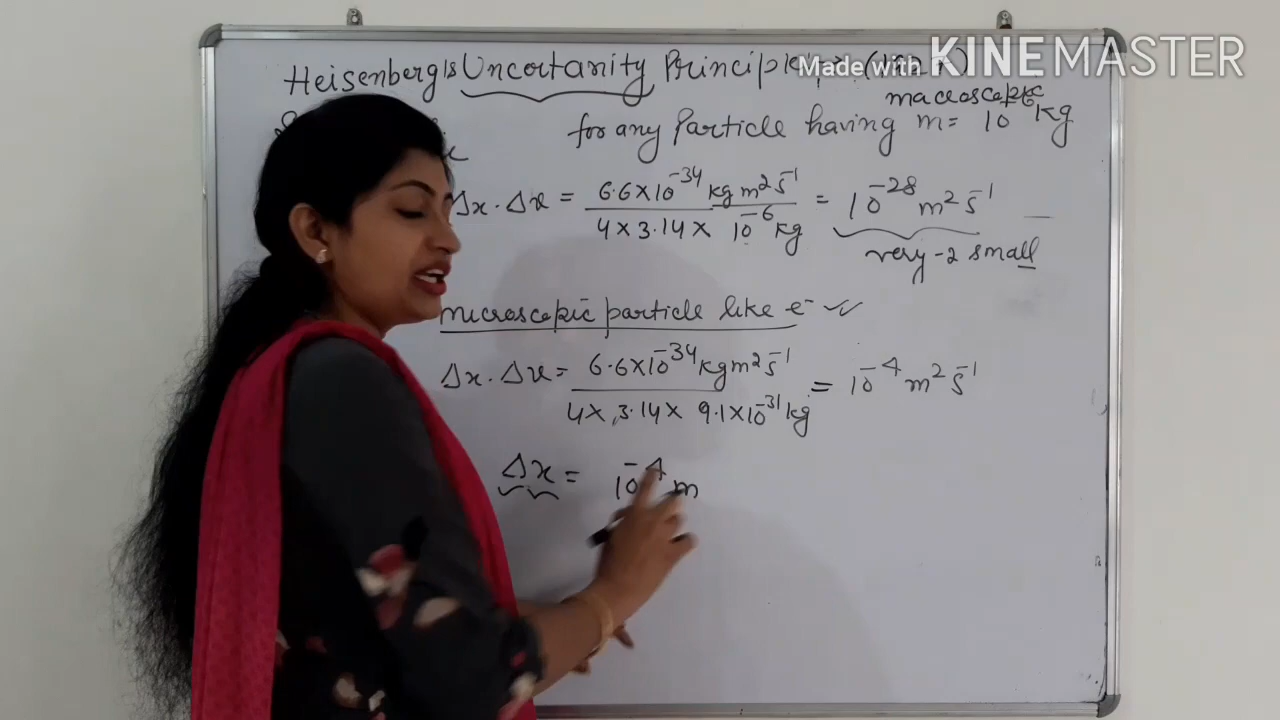 Heisenberg's Uncortanity Principle
Made with KINEMASTER
macroscopic
for any Particle having m = 10 kg
Δx · Δv = 6.6 × 10⁻³⁴ kg m² s⁻¹ / 4 × 3.14 × 10⁻⁶ kg = 10⁻²⁸ m² s⁻¹
very-2 small
microscopic particle like e⁻ ✓
Δx · Δv = 6.6 × 10⁻³⁴ kg m² s⁻¹ / 4 × 3.14 × 9.1 × 10⁻³¹ kg = 10⁻⁴ m² s⁻¹
Δx = 10⁻⁴ m